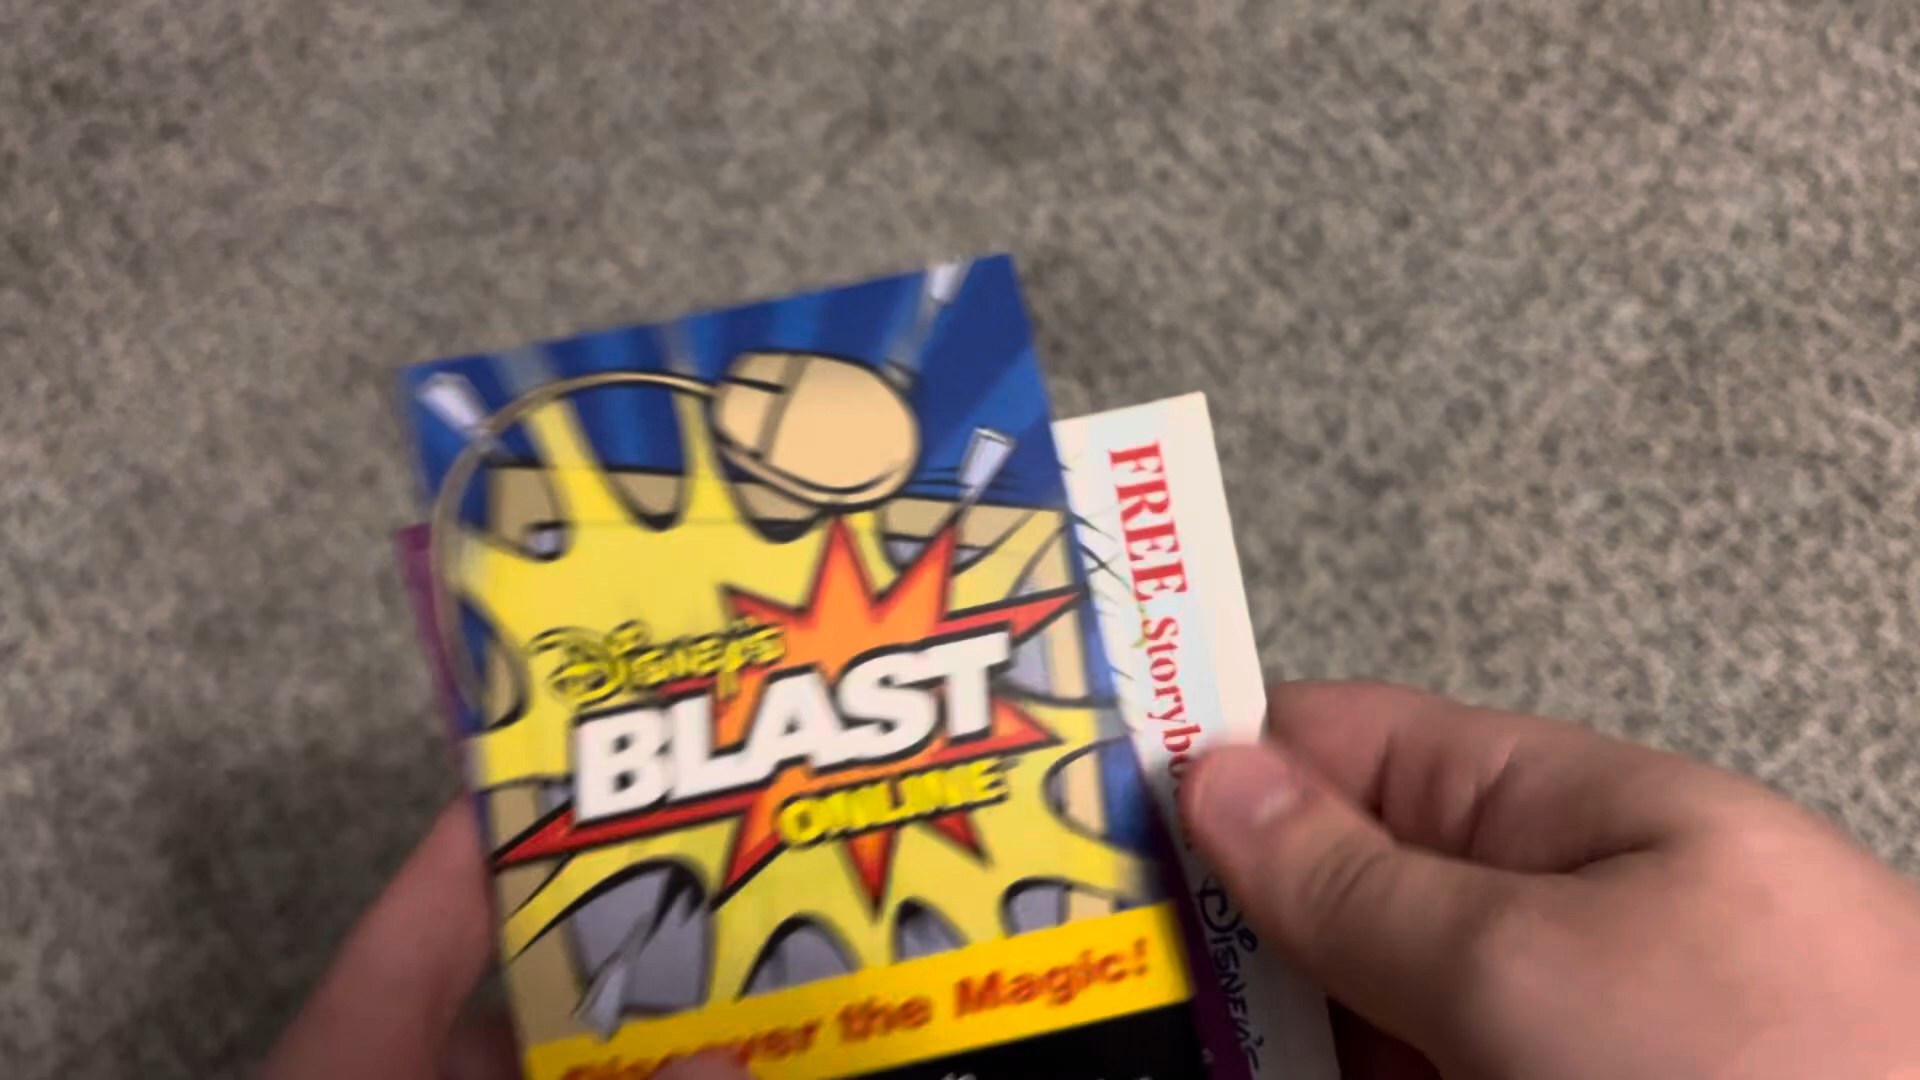 DISNEY'S
BLAST
ONLINE
Discover the Magic!
FREE Storybo
DISNEY'S